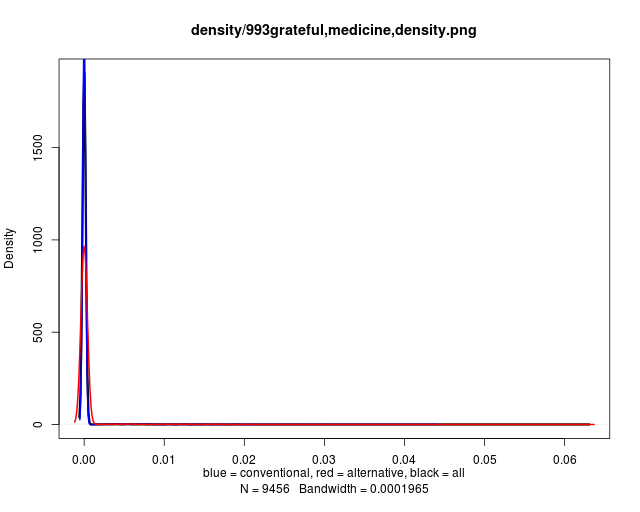 density/993grateful,medicine,density.png
Density
1500
1000
500
0
0.00 0.01 0.02 0.03 0.04 0.05 0.06
blue = conventional, red = alternative, black = all
N = 9456 Bandwidth = 0.0001965